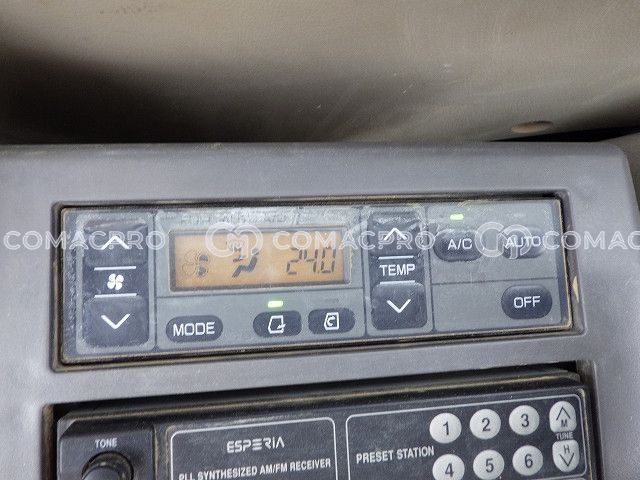 COMACPRO COMACPRO COMACPRO
24.0
TEMP
A/C
AUTO
MODE
OFF
TONE
ESPERIA
PLL SYNTHESIZED AM/FM RECEIVER
PRESET STATION
1 2 3
M
TUNE
H
4 5 6